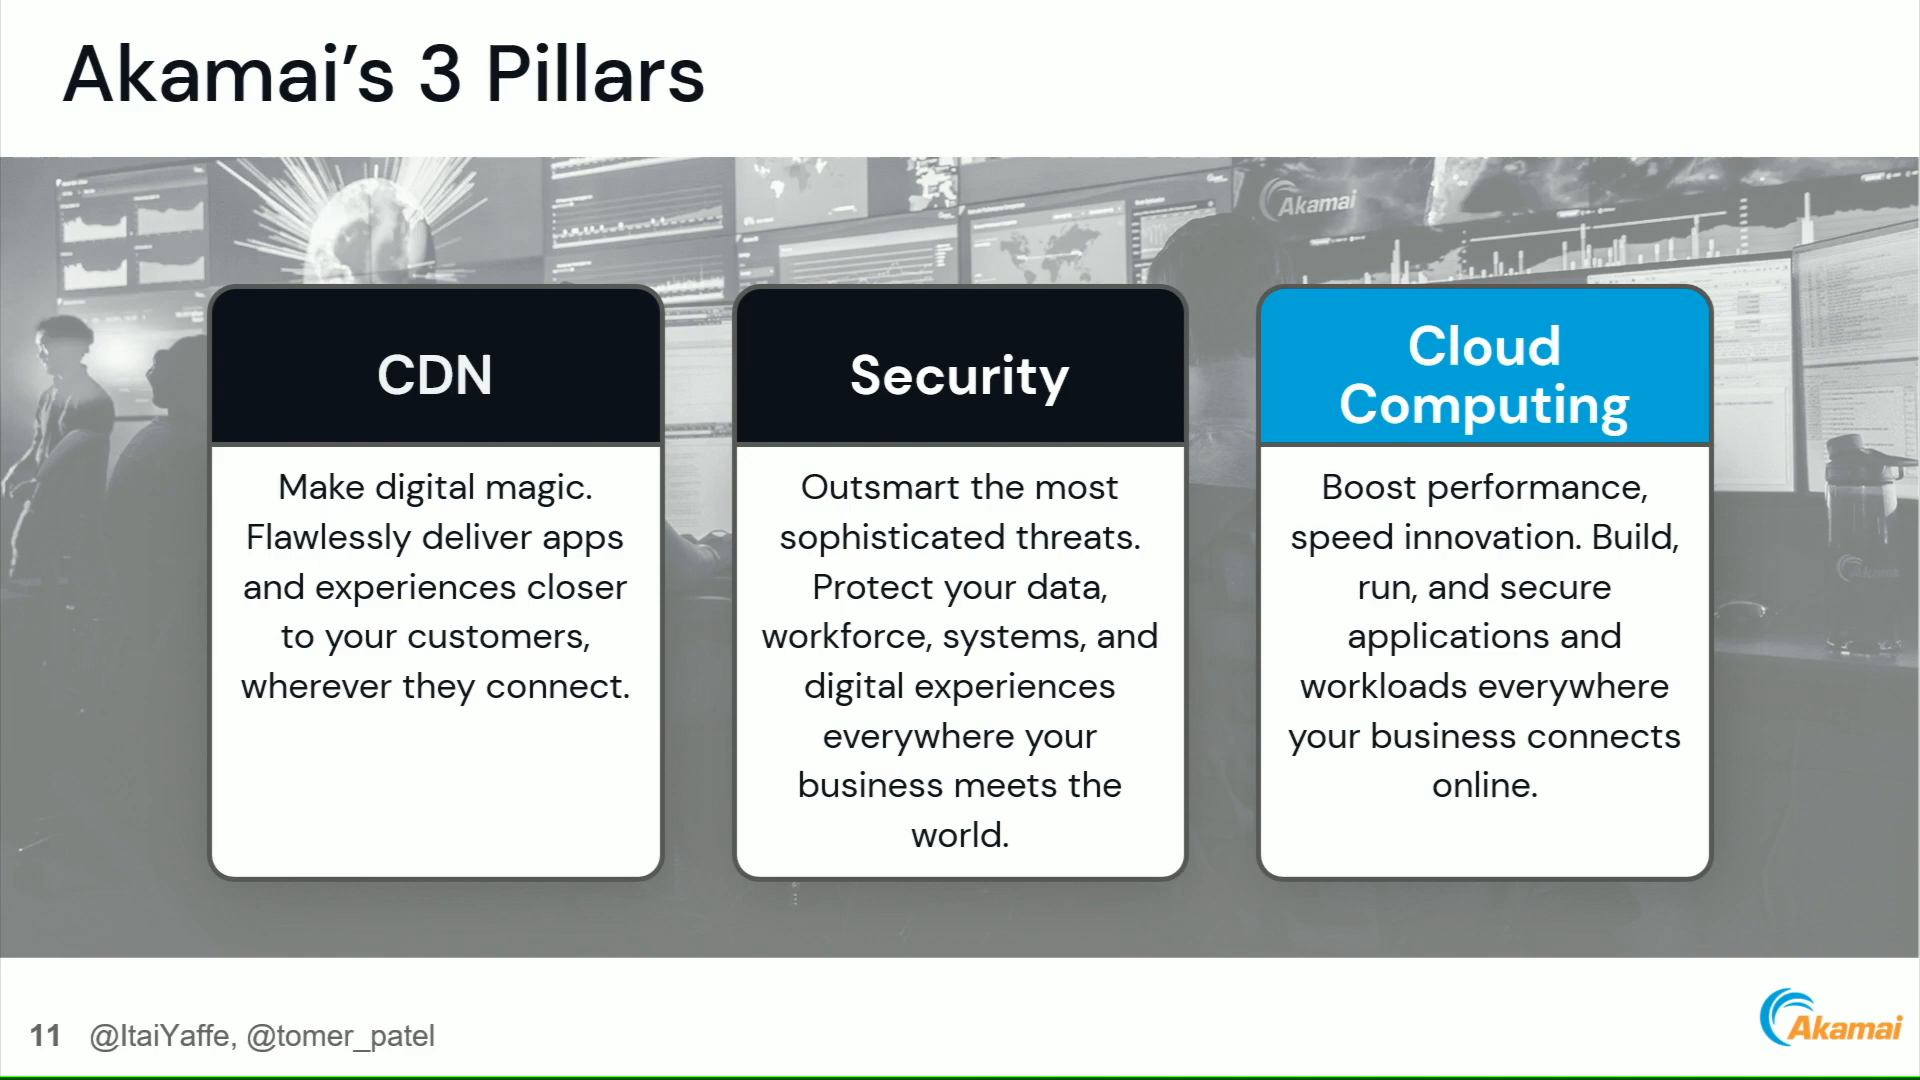 Akamai’s 3 Pillars
Akamai
CDN
Make digital magic.
Flawlessly deliver apps
and experiences closer
to your customers,
wherever they connect.
Security
Outsmart the most
sophisticated threats.
Protect your data,
workforce, systems, and
digital experiences
everywhere your
business meets the
world.
Cloud
Computing
Boost performance,
speed innovation. Build,
run, and secure
applications and
workloads everywhere
your business connects
online.
Akamai
11 @ItaiYaffe, @tomer_patel
Akamai